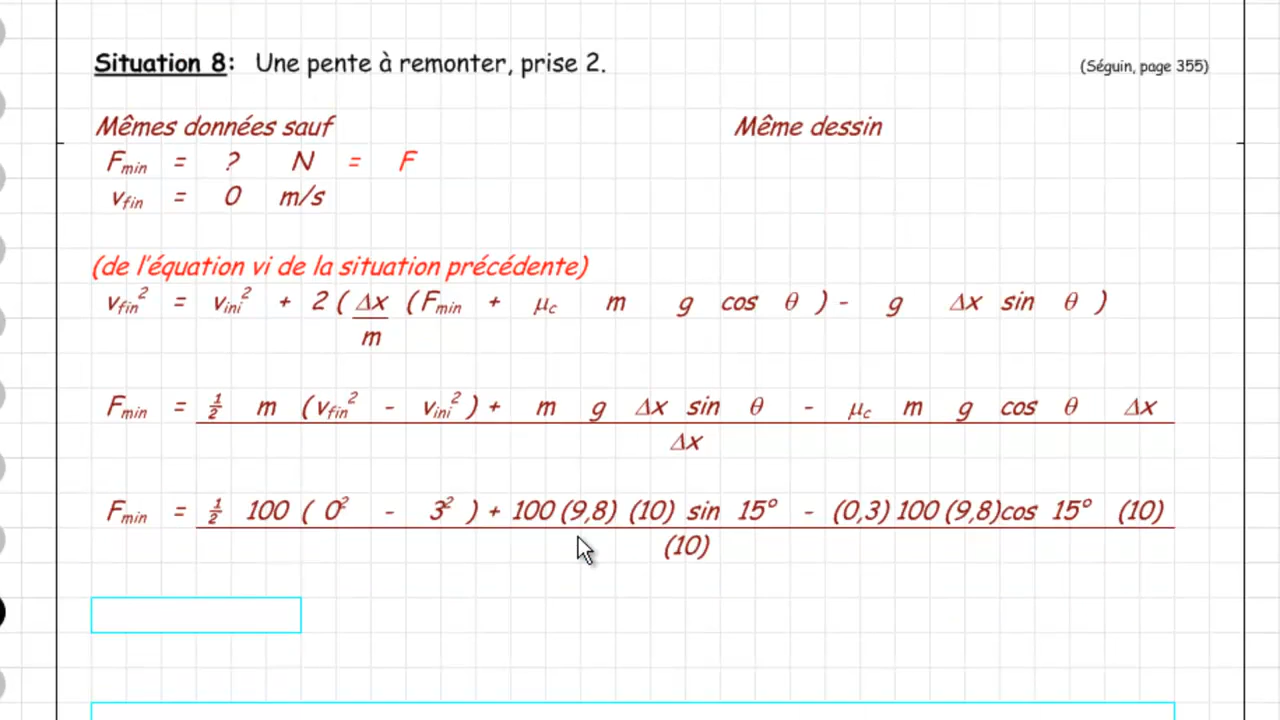 Situation 8: Une pente à remonter, prise 2. (Séguin, page 355)
Mêmes données sauf Même dessin
Fmin = ? N = F
vfin = 0 m/s
(de l'équation vi de la situation précédente)
vfin² = vini² + 2 ( Δx (Fmin + μc m g cos θ ) - g Δx sin θ )
m
Fmin = ½ m (vfin² - vini² ) + m g Δx sin θ - μc m g cos θ Δx
Δx
Fmin = ½ 100 ( 0² - 3² ) + 100 (9,8) (10) sin 15° - (0,3) 100 (9,8)cos 15° (10)
(10)